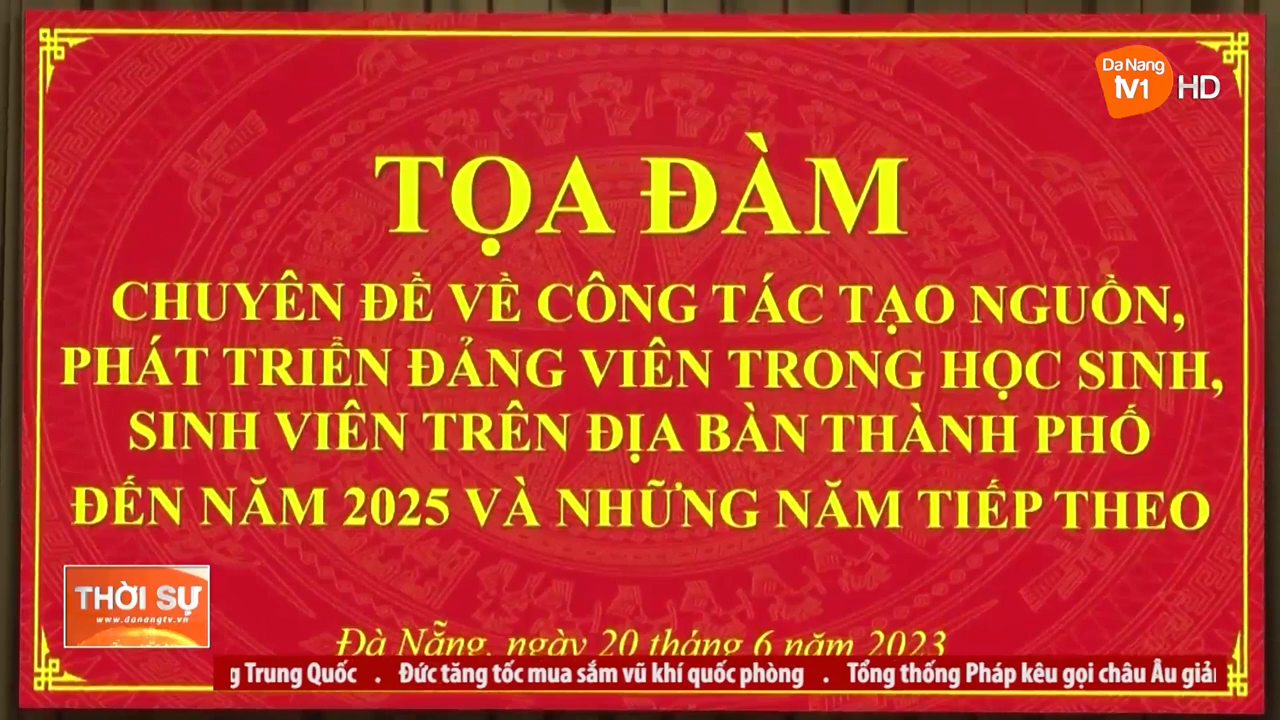 Da Nang
tv1 HD
TỌA ĐÀM
CHUYÊN ĐỀ VỀ CÔNG TÁC TẠO NGUỒN,
PHÁT TRIỂN ĐẢNG VIÊN TRONG HỌC SINH,
SINH VIÊN TRÊN ĐỊA BÀN THÀNH PHỐ
ĐẾN NĂM 2025 VÀ NHỮNG NĂM TIẾP THEO
THỜI SỰ
www.danangtv.vn
Đà Nẵng, ngày 20 tháng 6 năm 2023
Trung Quốc . Đức tăng tốc mua sắm vũ khí quốc phòng . Tổng thống Pháp kêu gọi châu Âu